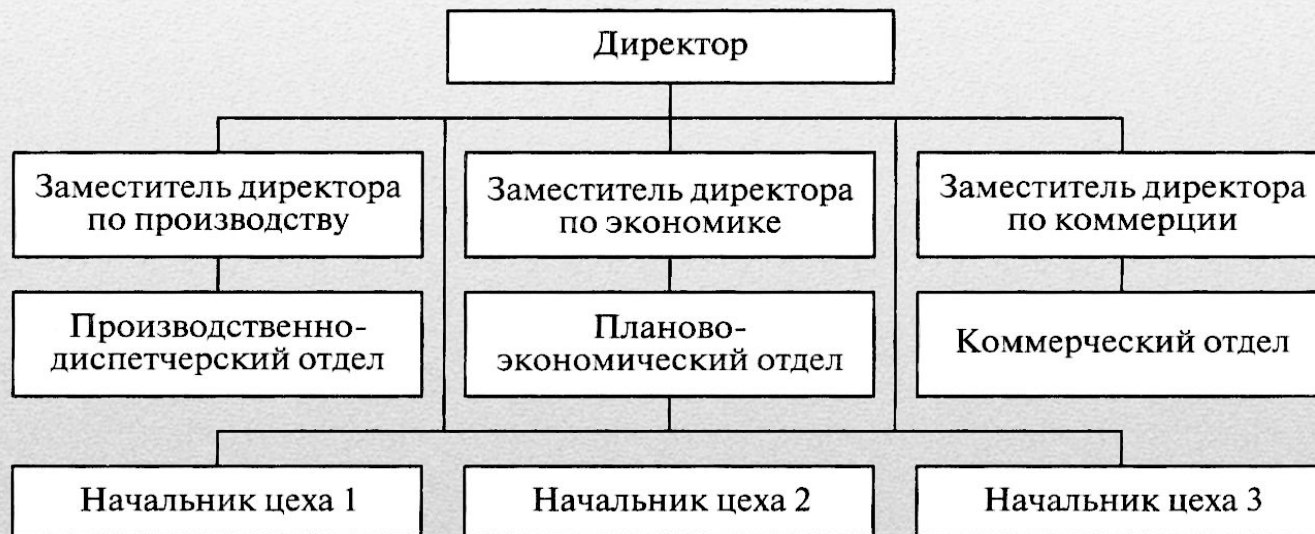 Директор
Заместитель директора
по производству
Заместитель директора
по экономике
Заместитель директора
по коммерции
Производственно-
диспетчерский отдел
Планово-
экономический отдел
Коммерческий отдел
Начальник цеха 1
Начальник цеха 2
Начальник цеха 3